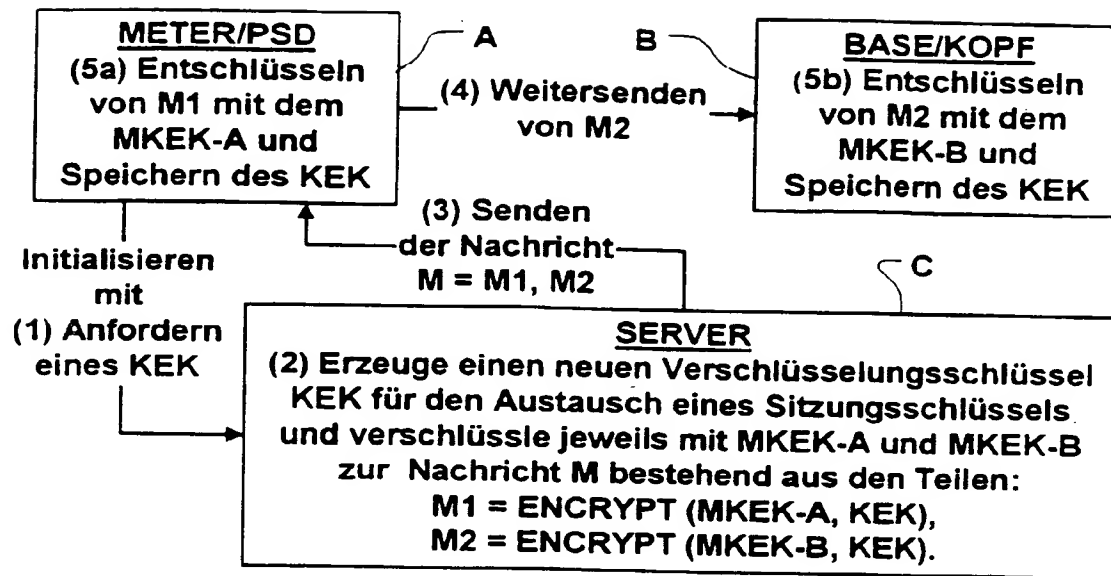 METER/PSD
(5a) Entschlüsseln
von M1 mit dem
MKEK-A und
Speichern des KEK
A
(4) Weitersenden
von M2
B
BASE/KOPF
(5b) Entschlüsseln
von M2 mit dem
MKEK-B und
Speichern des KEK
(3) Senden
der Nachricht
M = M1, M2
Initialisieren
mit
(1) Anfordern
eines KEK
C
SERVER
(2) Erzeuge einen neuen Verschlüsselungsschlüssel
KEK für den Austausch eines Sitzungsschlüssels
und verschlüssle jeweils mit MKEK-A und MKEK-B
zur Nachricht M bestehend aus den Teilen:
M1 = ENCRYPT (MKEK-A, KEK),
M2 = ENCRYPT (MKEK-B, KEK).